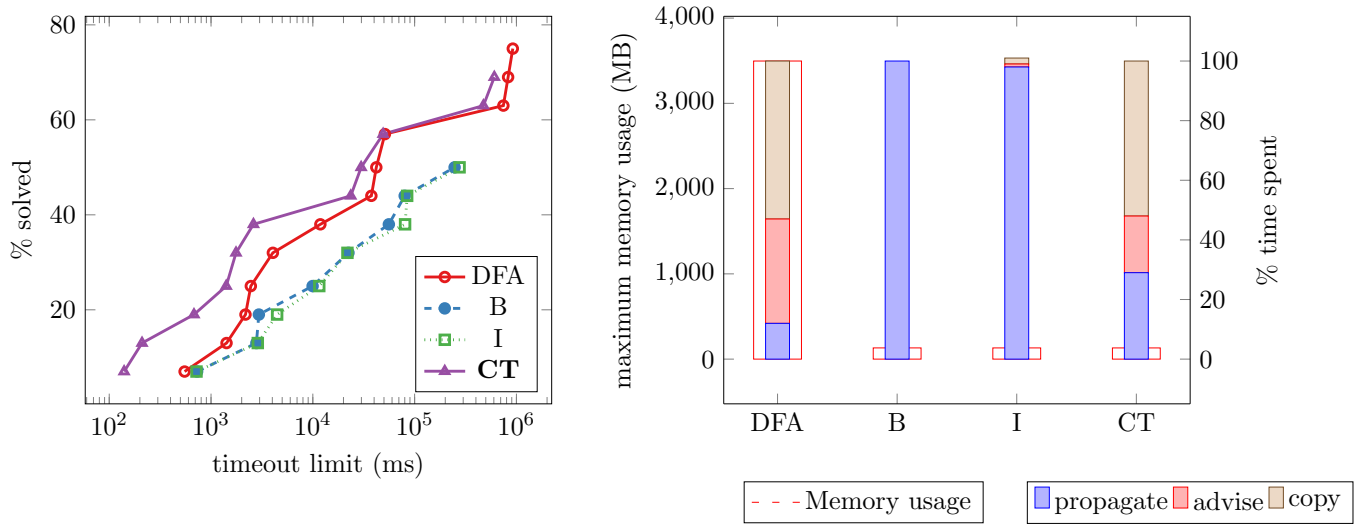 80
60
40
20
% solved
10^2
10^3
10^4
10^5
10^6
timeout limit (ms)
DFA
B
I
CT
4,000
3,000
2,000
1,000
0
maximum memory usage (MB)
100
80
60
40
20
0
% time spent
DFA
B
I
CT
Memory usage
propagate advise copy